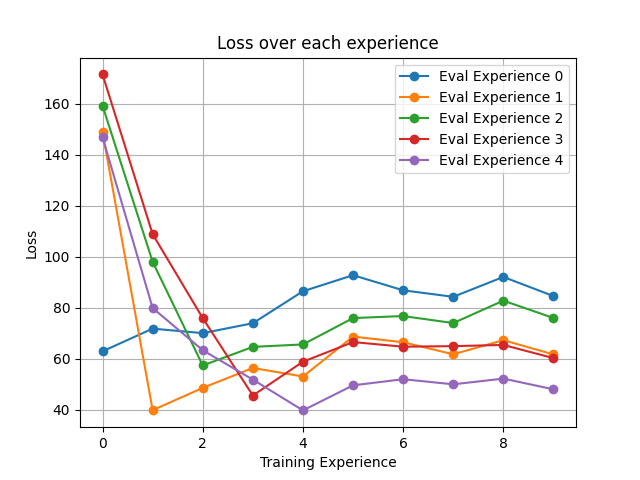 Loss over each experience
Eval Experience 0
Eval Experience 1
Eval Experience 2
Eval Experience 3
Eval Experience 4
160
140
120
100
80
60
40
Loss
0 2 4 6 8
Training Experience